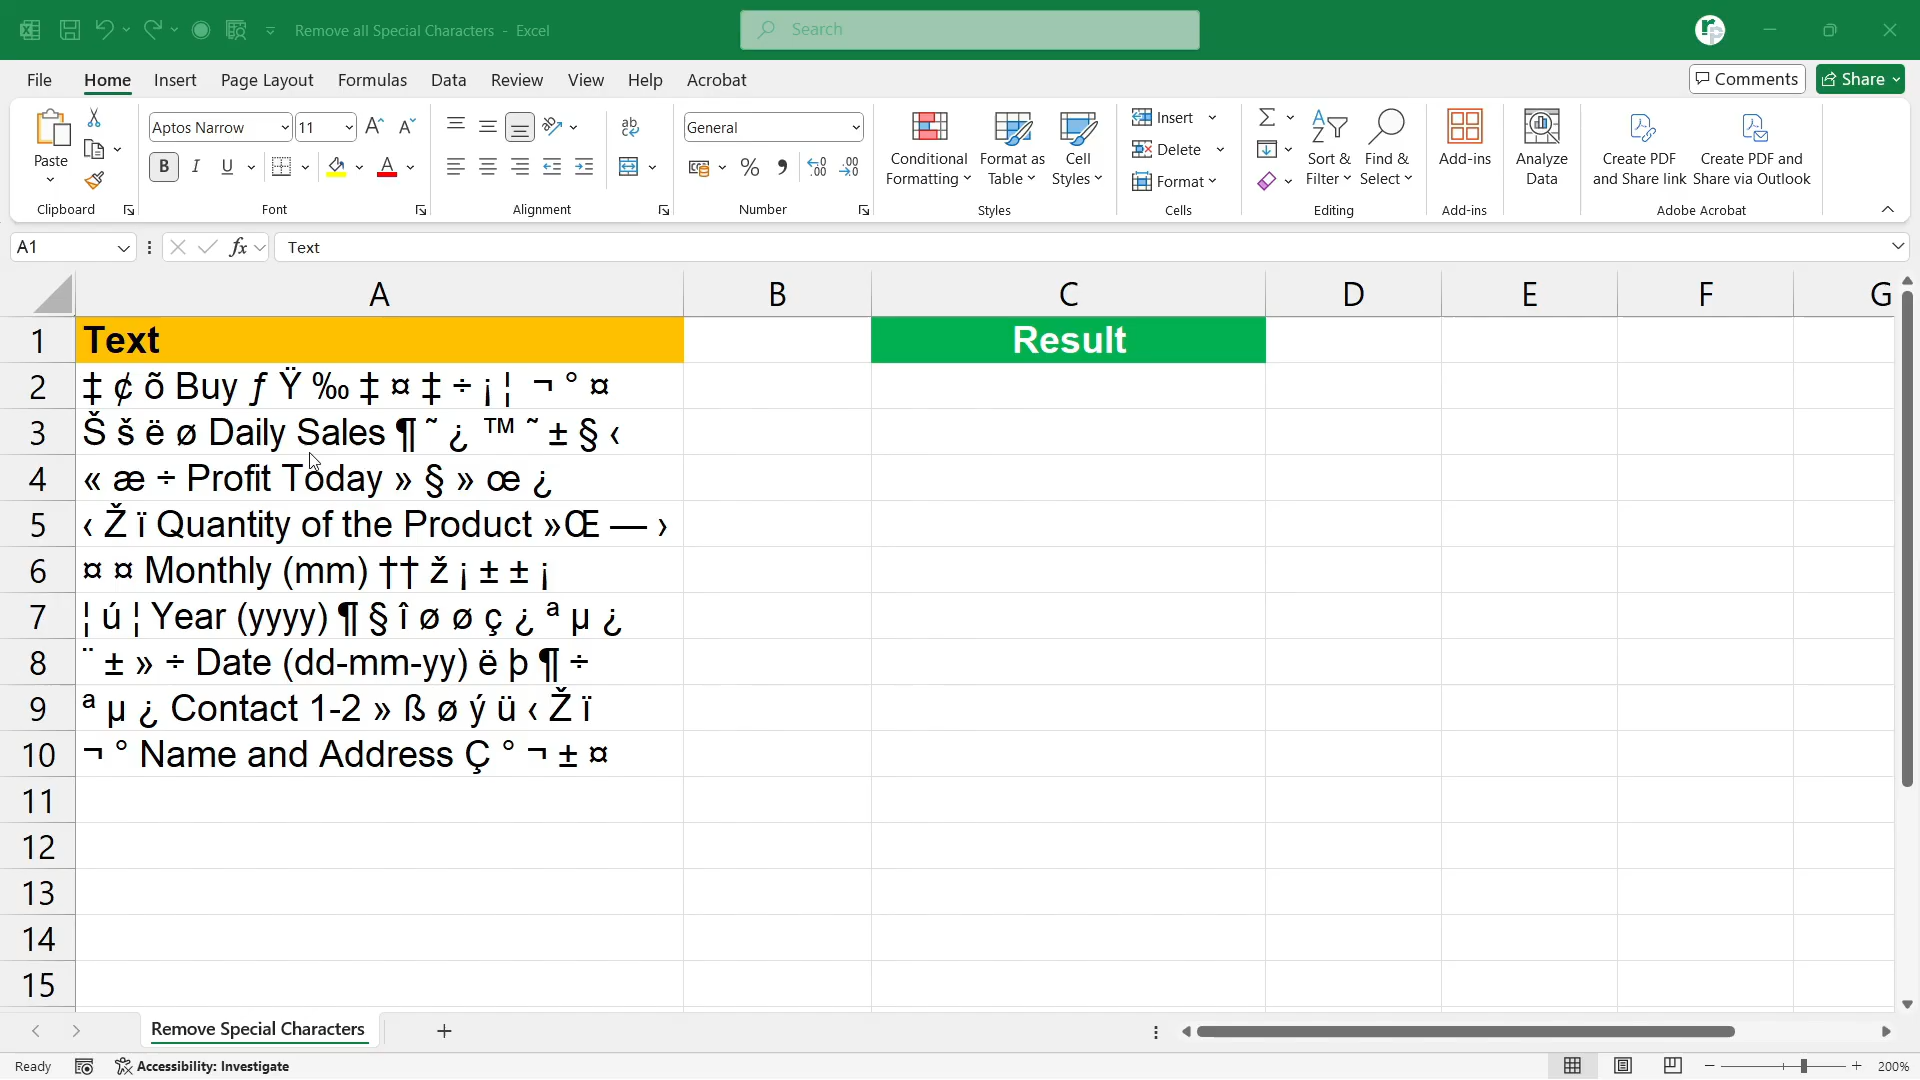 Remove all Special Characters - Excel
Search
File Home Insert Page Layout Formulas Data Review View Help Acrobat
Comments Share
Paste
Clipboard
Aptos Narrow 11
B I U
Font
ab
Alignment
General
Number
Conditional Formatting
Format as Table
Cell Styles
Styles
Insert
Delete
Format
Cells
Sort & Filter
Find & Select
Editing
Add-ins
Add-ins
Analyze Data
Create PDF and Share link
Create PDF and Share via Outlook
Adobe Acrobat
A1
fx
Text
A B C D E F G
1 Text Result
2 ‡ ¢ õ Buy ƒ Ÿ ‰ ‡ ¤ ‡ ÷ ¡ ¦ ¬ ° ¤
3 Š š ë ø Daily Sales ¶ ˜ ¿ ™ ˜ ± § ‹
4 « æ ÷ Profit Today » § » œ ¿
5 ‹ Ž ï Quantity of the Product »Œ — ›
6 ¤ ¤ Monthly (mm) †† ž ¡ ± ± ¡
7 ¦ ú ¦ Year (yyyy) ¶ § î ø ø ç ¿ ª µ ¿
8 ¨ ± » ÷ Date (dd-mm-yy) ë þ ¶ ÷
9 ª µ ¿ Contact 1-2 » ß ø ý ü ‹ Ž ï
10 ¬ ° Name and Address Ç ° ¬ ± ¤
11
12
13
14
15
Remove Special Characters
Ready
Accessibility: Investigate
200%